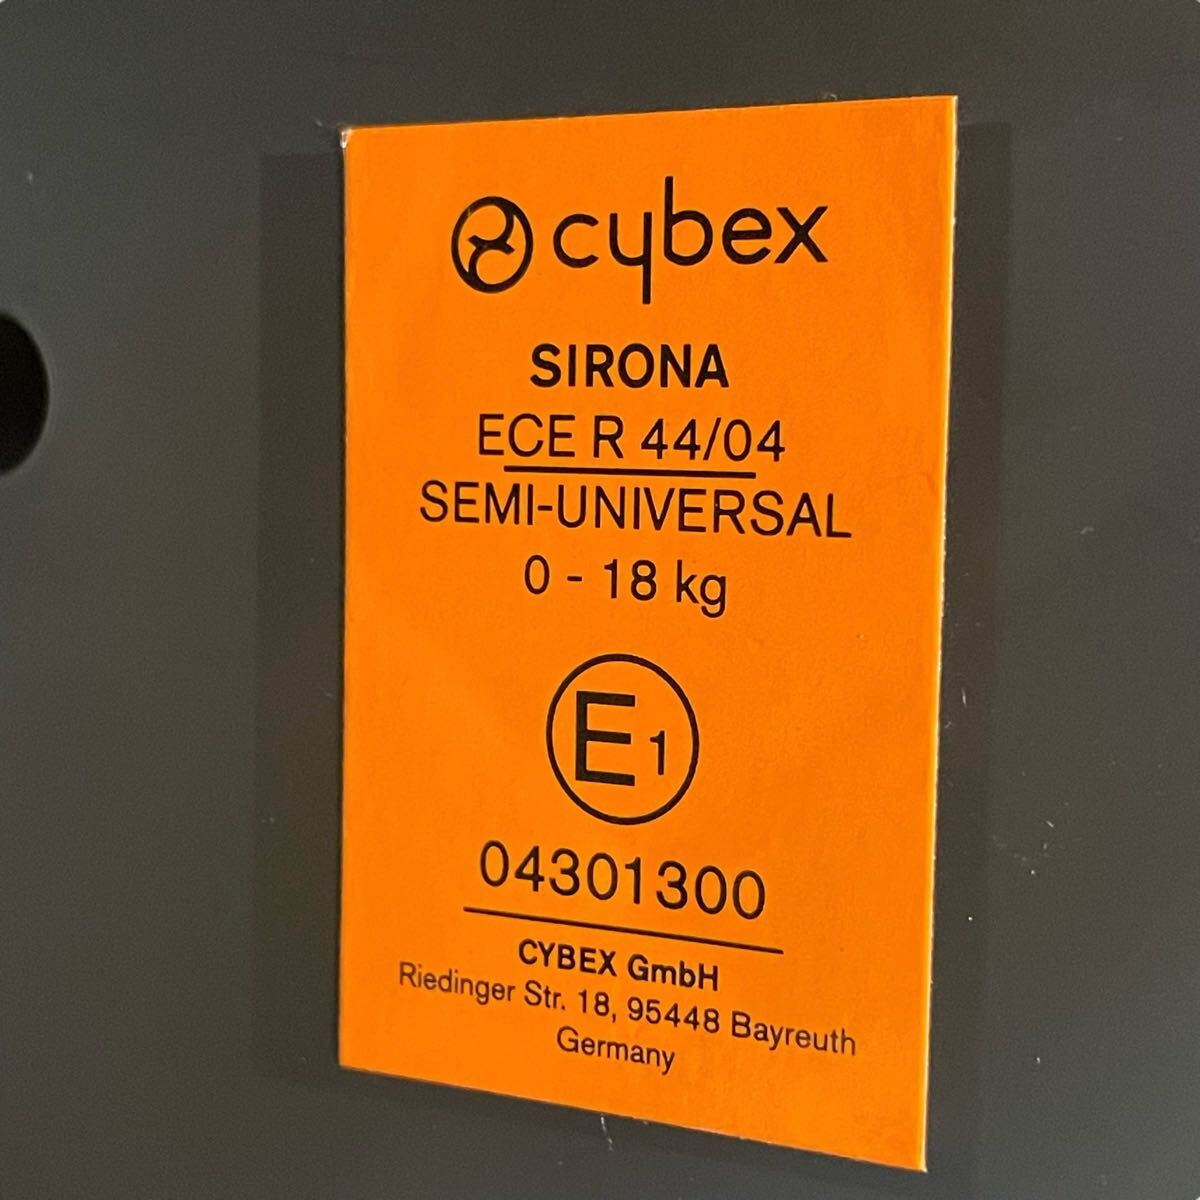 cybex
SIRONA
ECE R 44/04
SEMI-UNIVERSAL
0 - 18 kg
E1
04301300
CYBEX GmbH
Riedinger Str. 18, 95448 Bayreuth
Germany